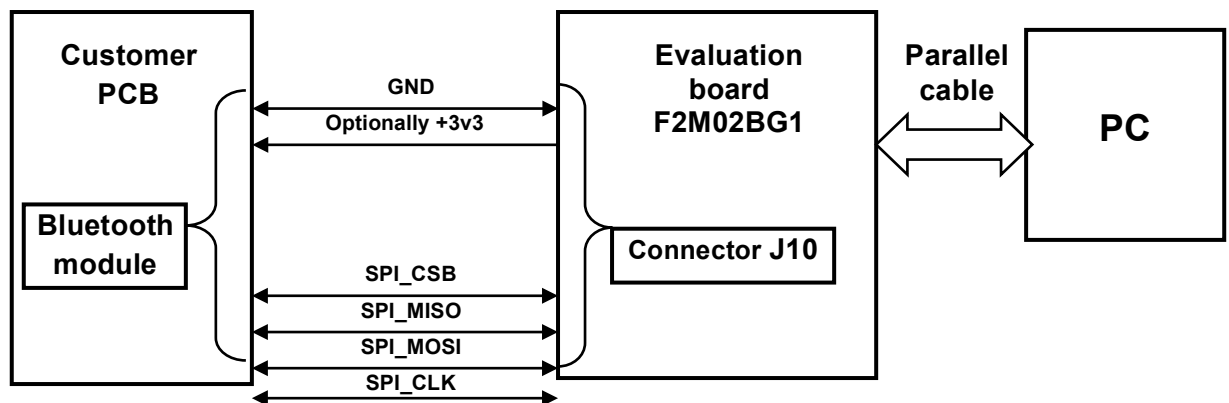 Customer
PCB
Bluetooth
module
GND
Optionally +3v3
SPI_CSB
SPI_MISO
SPI_MOSI
SPI_CLK
Evaluation
board
F2M02BG1
Connector J10
Parallel
cable
PC